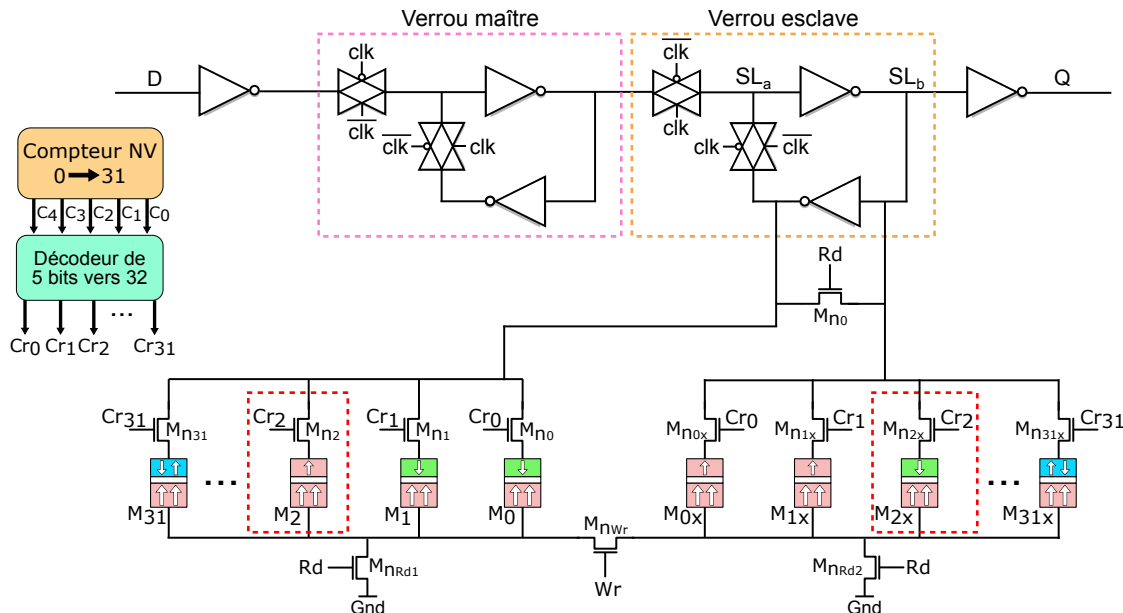 Verrou maître
Verrou esclave
clk
clk
D
SLa
SLb
Q
clk
clk
clk
clk
clk
clk
Compteur NV
0 → 31
C4 C3 C2 C1 C0
Décodeur de
5 bits vers 32
...
Cr0 Cr1 Cr2 Cr31
Rd
Mn0
Cr31 Mn31
Cr2 Mn2
Cr1 Mn1
Cr0 Mn0
Mn0x Cr0
Mn1x Cr1
Mn2x Cr2
Mn31x Cr31
...
...
M31
M2
M1
M0
M0x
M1x
M2x
M31x
MnWr
Wr
Rd MnRd1
Gnd
MnRd2 Rd
Gnd